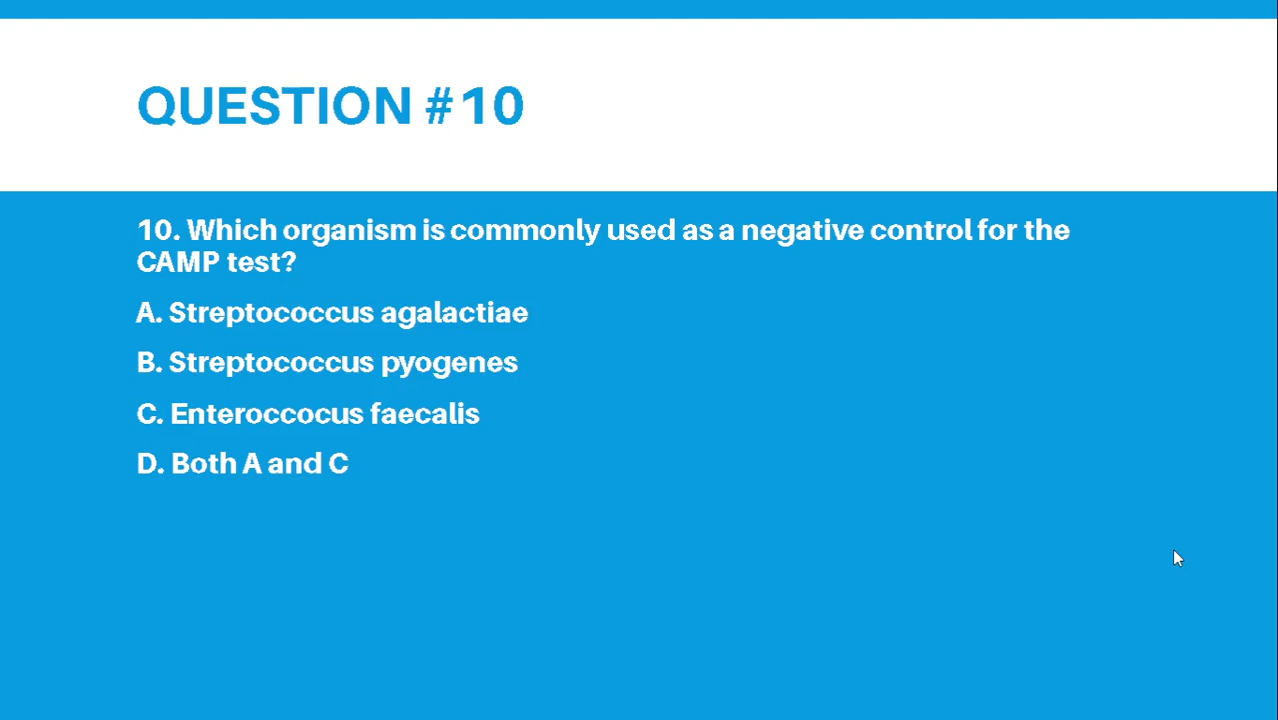 QUESTION #10
10. Which organism is commonly used as a negative control for the
CAMP test?
A. Streptococcus agalactiae
B. Streptococcus pyogenes
C. Enteroccocus faecalis
D. Both A and C